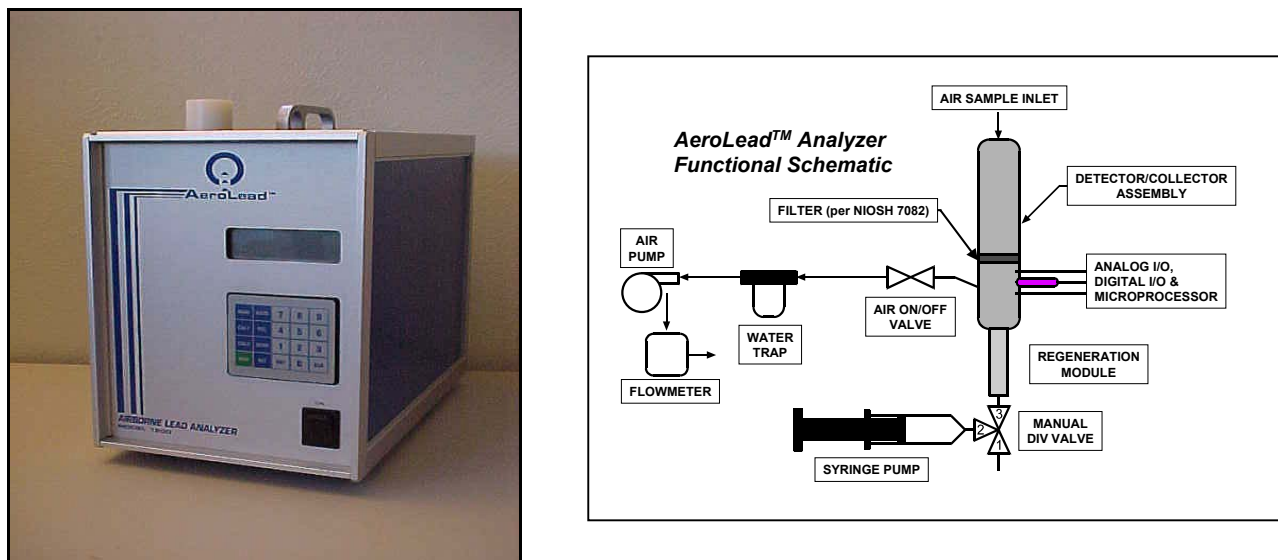 AeroLead™
7 8 9
4 5 6
1 2 3
AIRBORNE LEAD ANALYZER
AeroLead™ Analyzer
Functional Schematic
AIR SAMPLE INLET
DETECTOR/COLLECTOR
ASSEMBLY
FILTER (per NIOSH 7082)
AIR
PUMP
ANALOG I/O,
DIGITAL I/O &
MICROPROCESSOR
AIR ON/OFF
VALVE
WATER
TRAP
FLOWMETER
REGENERATION
MODULE
3
2
1
MANUAL
DIV VALVE
SYRINGE PUMP